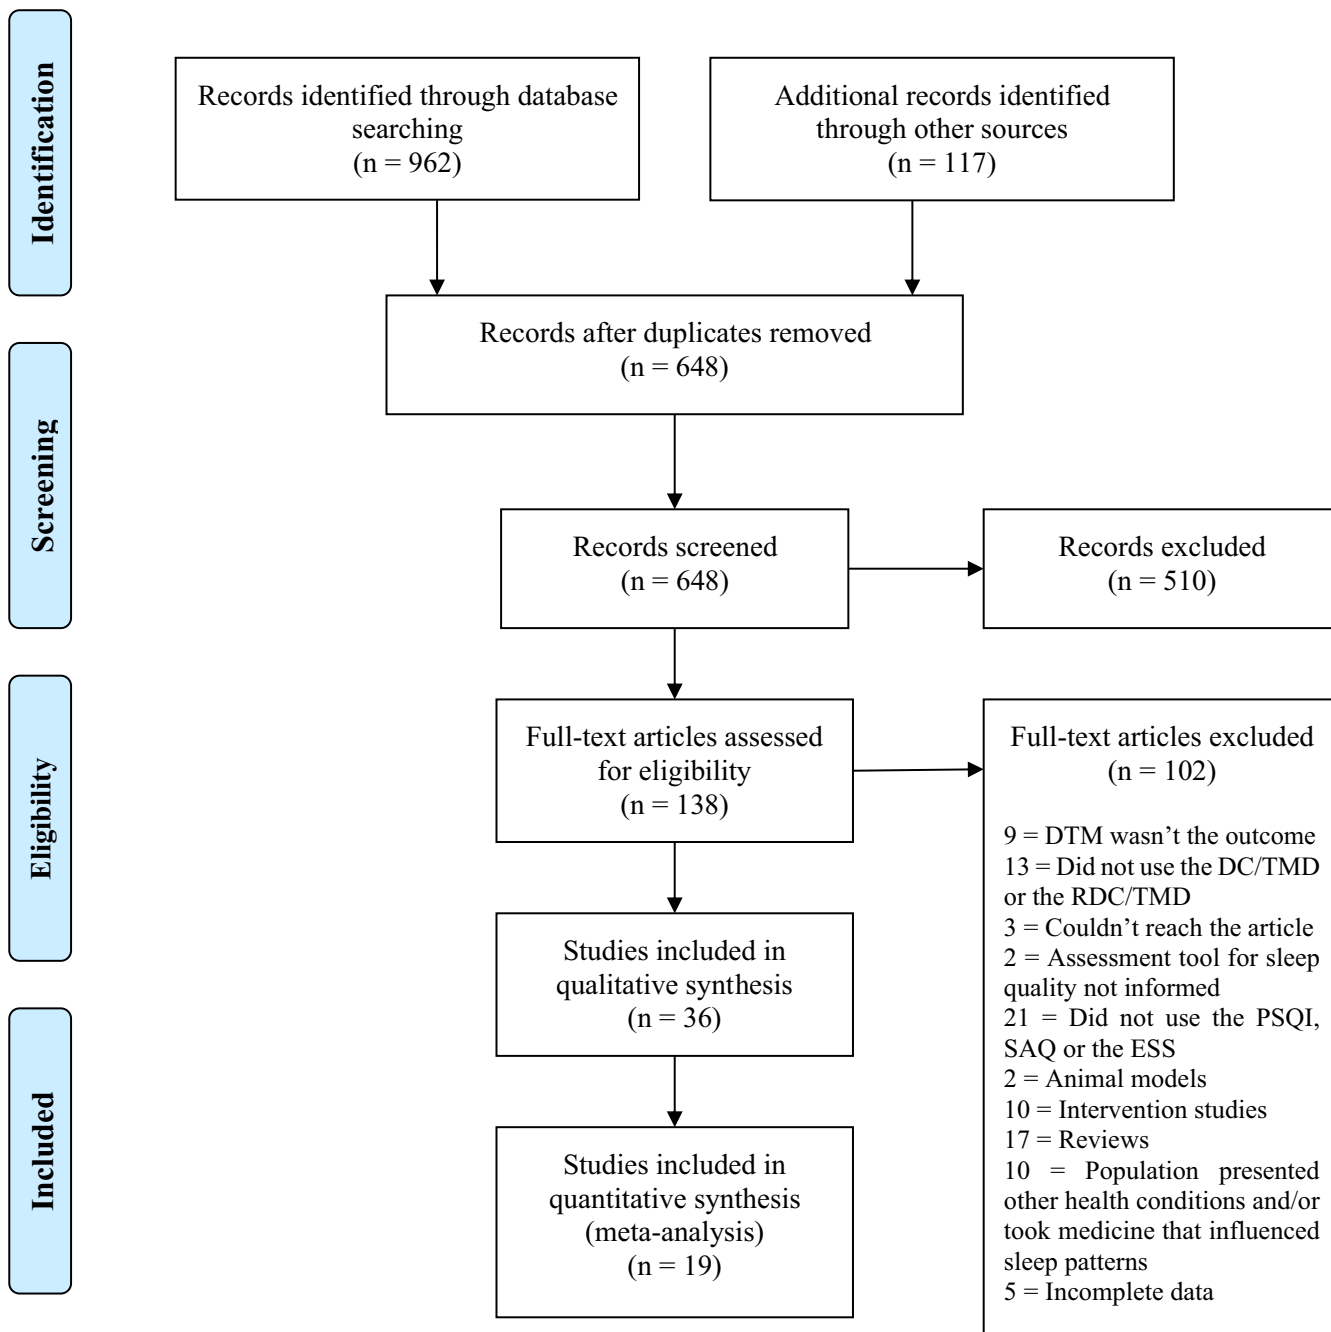 Identification
Records identified through database
searching
(n = 962)
Additional records identified
through other sources
(n = 117)
Records after duplicates removed
(n = 648)
Screening
Records screened
(n = 648)
Records excluded
(n = 510)
Eligibility
Full-text articles assessed
for eligibility
(n = 138)
Full-text articles excluded
(n = 102)
9 = DTM wasn’t the outcome
13 = Did not use the DC/TMD
or the RDC/TMD
3 = Couldn’t reach the article
2 = Assessment tool for sleep
quality not informed
21 = Did not use the PSQI,
SAQ or the ESS
2 = Animal models
10 = Intervention studies
17 = Reviews
10 = Population presented
other health conditions and/or
took medicine that influenced
sleep patterns
5 = Incomplete data
Studies included in
qualitative synthesis
(n = 36)
Included
Studies included in
quantitative synthesis
(meta-analysis)
(n = 19)